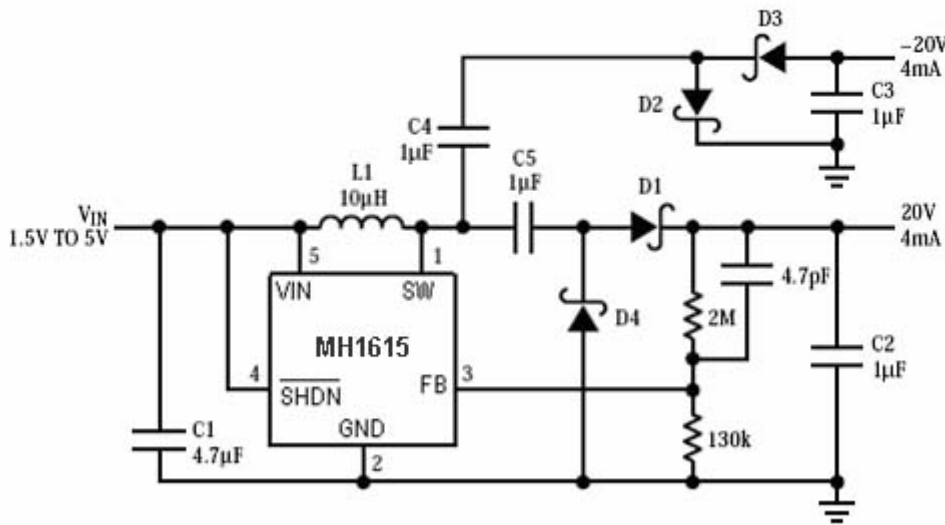 D3
–20V
4mA
C3
1µF
D2
C4
1µF
C5
1µF
L1
10µH
D1
VIN
1.5V TO 5V
20V
4mA
5
1
4.7pF
VIN
SW
2M
D4
MH1615
C2
1µF
4
3
SHDN
FB
C1
4.7µF
GND
130k
2